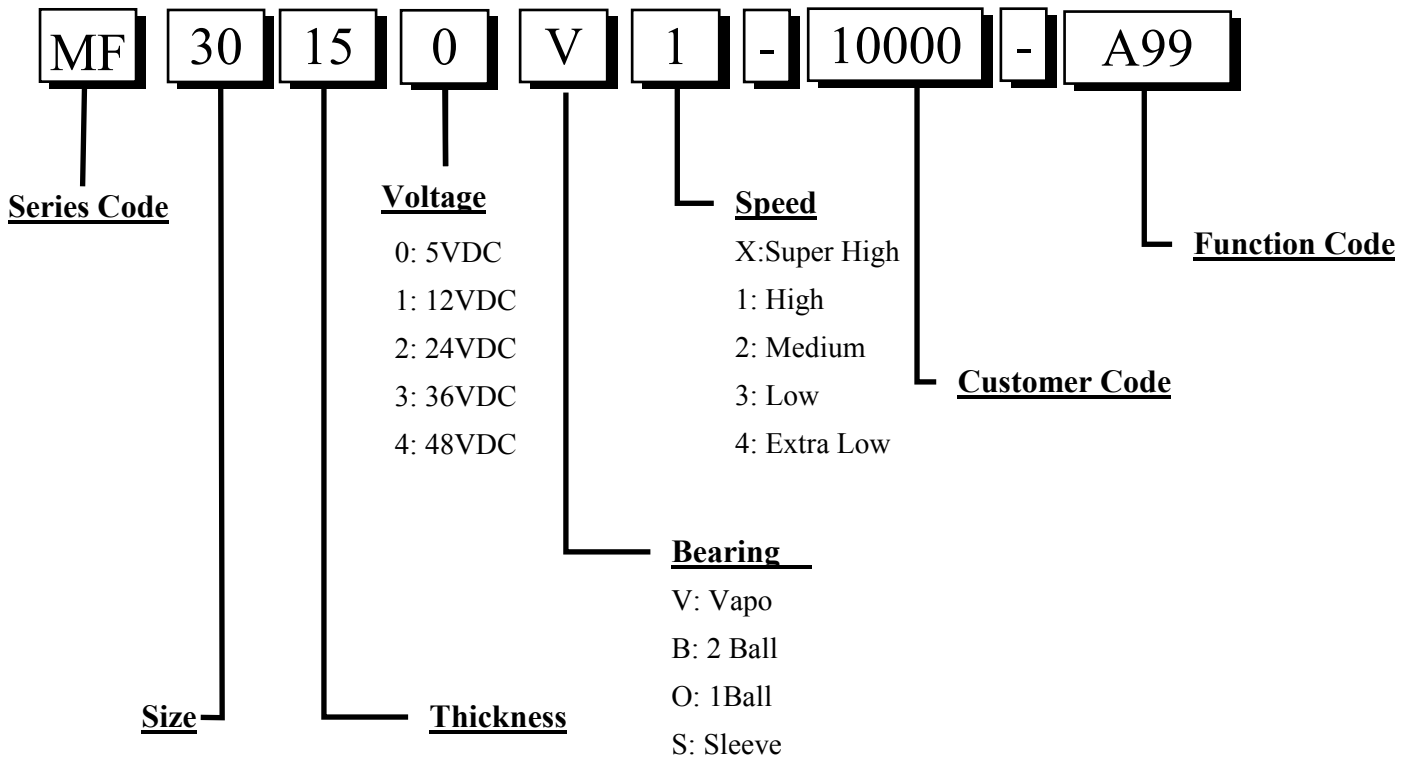 MF 30 15 0 V 1 - 10000 - A99
Series Code
Voltage
0: 5VDC
1: 12VDC
2: 24VDC
3: 36VDC
4: 48VDC
Speed
X:Super High
1: High
2: Medium
3: Low
4: Extra Low
Function Code
Customer Code
Bearing
V: Vapo
B: 2 Ball
O: 1Ball
S: Sleeve
Size
Thickness